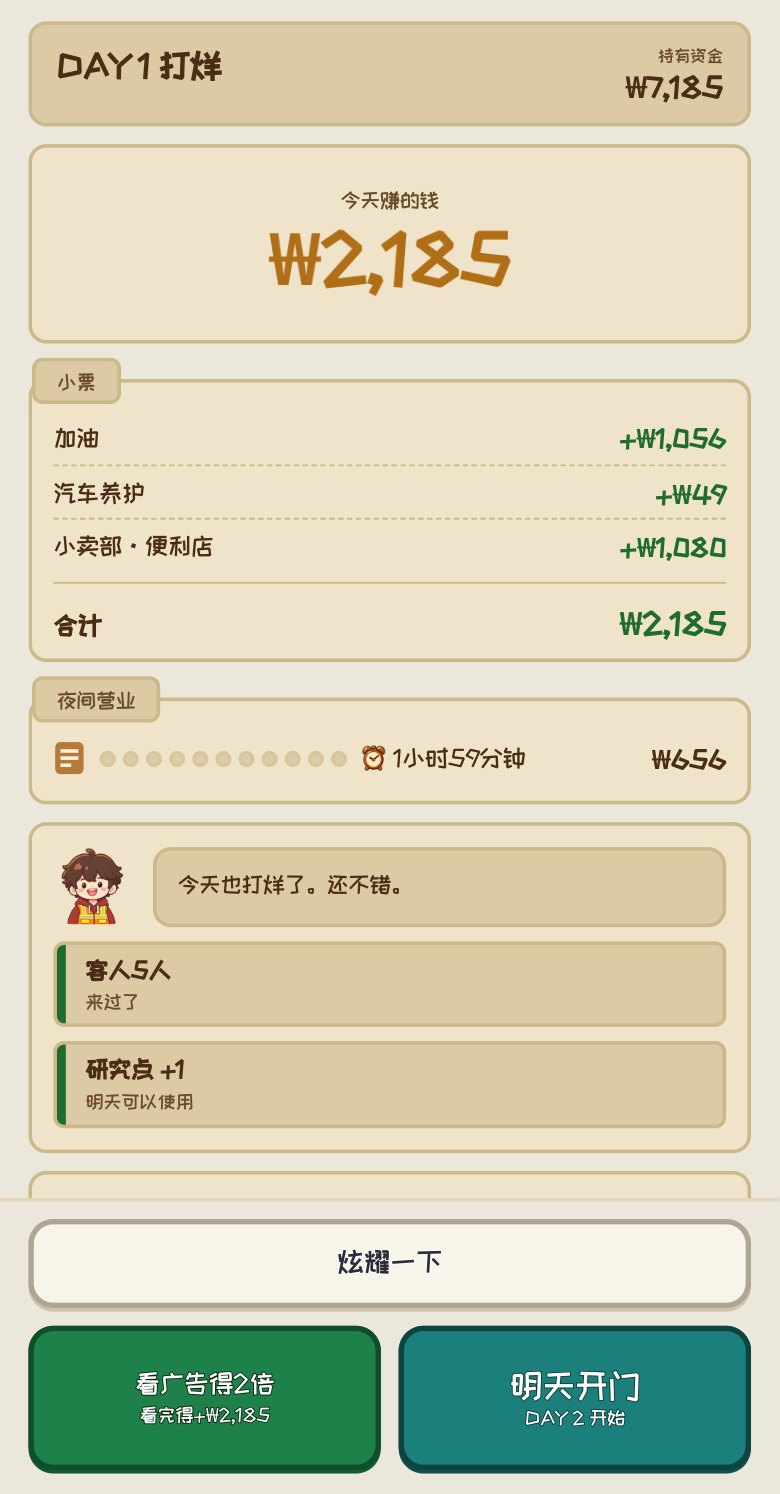 DAY 1 打烊
持有资金
₩7,185
今天赚的钱
₩2,185
小票
加油 +₩1,056
汽车养护 +₩49
小卖部·便利店 +₩1,080
合计 ₩2,185
夜间营业
1小时59分钟 ₩656
今天也打烊了。还不错。
客人5人
来过了
研究点 +1
明天可以使用
炫耀一下
看广告得2倍
看完得+₩2,185
明天开门
DAY 2 开始